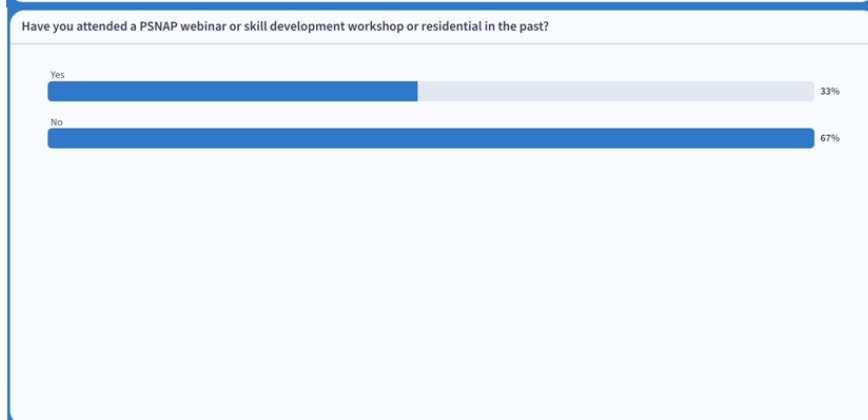 Have you attended a PSNAP webinar or skill development workshop or residential in the past?
Yes
33%
No
67%